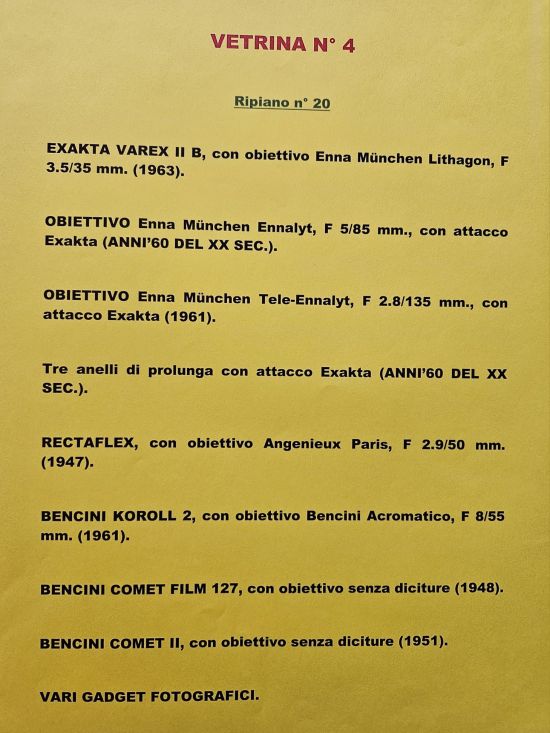 VETRINA N° 4
Ripiano n° 20
EXAKTA VAREX II B, con obiettivo Enna München Lithagon, F
3.5/35 mm. (1963).
OBIETTIVO Enna München Ennalyt, F 5/85 mm., con attacco
Exakta (ANNI'60 DEL XX SEC.).
OBIETTIVO Enna München Tele-Ennalyt, F 2.8/135 mm., con
attacco Exakta (1961).
Tre anelli di prolunga con attacco Exakta (ANNI'60 DEL XX
SEC.).
RECTAFLEX, con obiettivo Angenieux Paris, F 2.9/50 mm.
(1947).
BENCINI KOROLL 2, con obiettivo Bencini Acromatico, F 8/55
mm. (1961).
BENCINI COMET FILM 127, con obiettivo senza diciture (1948).
BENCINI COMET II, con obiettivo senza diciture (1951).
VARI GADGET FOTOGRAFICI.